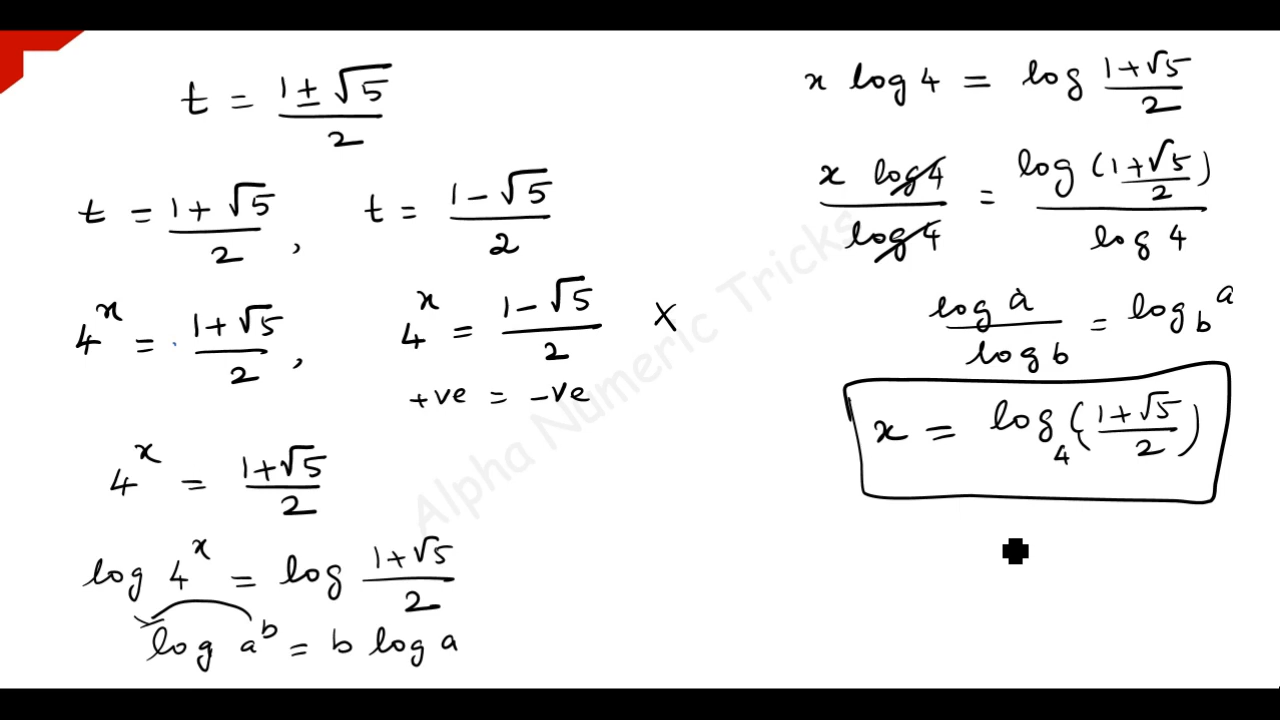 t = (1 ± √5)/2
t = (1 + √5)/2 , t = (1 - √5)/2
4^x = (1 + √5)/2 , 4^x = (1 - √5)/2 X
+ve = -ve
4^x = (1 + √5)/2
log 4^x = log (1 + √5)/2
log a^b = b log a
x log 4 = log (1 + √5)/2
(x log 4)/(log 4) = (log ((1 + √5)/2))/(log 4)
(log a)/(log b) = log_b a
x = log_4 ((1 + √5)/2)
Alpha Numeric Tricks